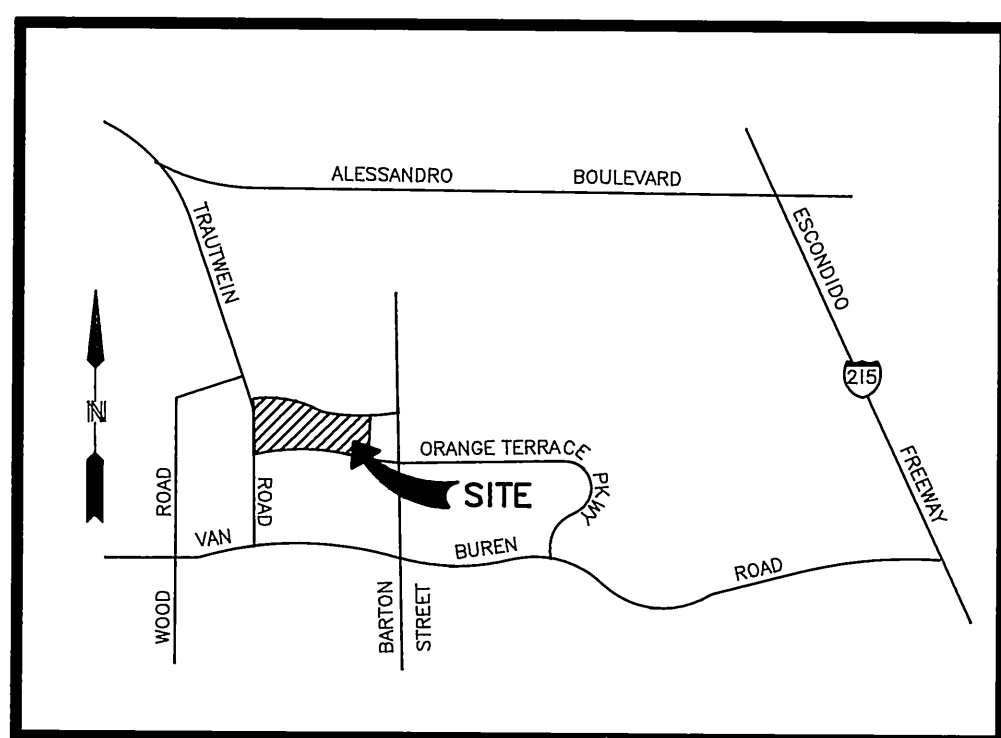 ALESSANDRO BOULEVARD
TRAUTWEIN
ROAD
ESCONDIDO
215
FREEWAY
N
ORANGE TERRACE
PKWY
SITE
ROAD
WOOD
VAN
BUREN
ROAD
BARTON
STREET